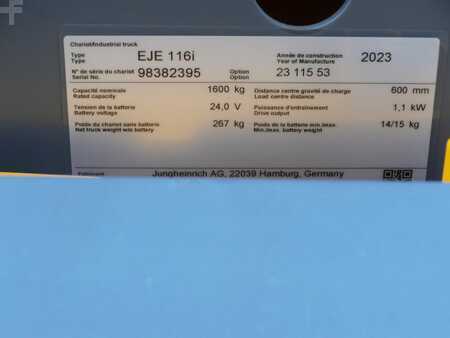 Chariot/Industrial truck
Type EJE 116i Année de construction 2023
Type Year of Manufacture
N° de série du chariot 98382395 Option 23 115 53
Serial No. Option
Capacité nominale 1600 kg Distance centre gravité de charge 600 mm
Rated capacity Load centre distance
Tension de la batterie 24,0 V Puissance d'entraînement 1,1 kW
Battery voltage Drive output
Poids du chariot sans batterie 267 kg Poids de la batterie min./max. 14/15 kg
Net truck weight w/o battery Min./max. battery weight
Fabricant Jungheinrich AG, 22039 Hamburg, Germany